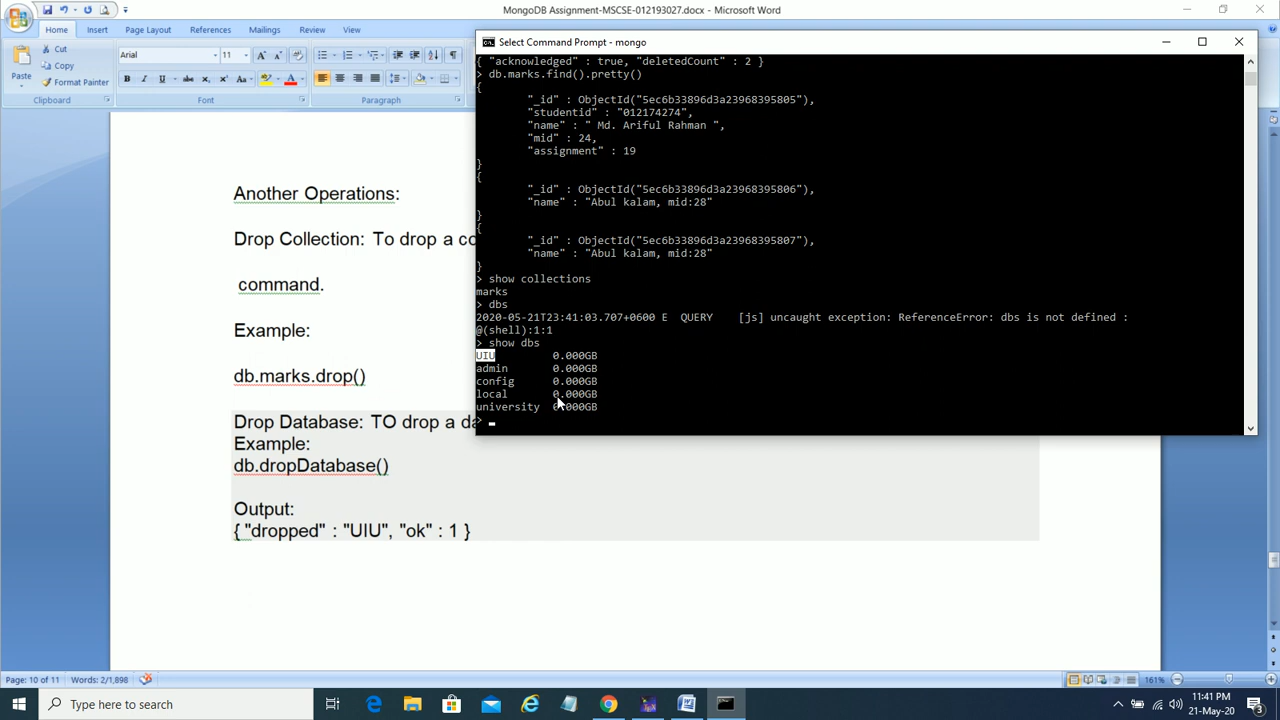 MongoDB Assignment-MSCSE-012193027.docx - Microsoft Word
Home Insert Page Layout References Mailings Review View
Paste
Cut
Copy
Format Painter
Clipboard
Arial 11
Font
Paragraph
Another Operations:
Drop Collection: To drop a co
command.
Example:
db.marks.drop()
Drop Database: TO drop a da
Example:
db.dropDatabase()
Output:
{ "dropped" : "UIU", "ok" : 1 }
Select Command Prompt - mongo
{ "acknowledged" : true, "deletedCount" : 2 }
> db.marks.find().pretty()
{
"_id" : ObjectId("5ec6b33896d3a23968395805"),
"studentid" : "012174274",
"name" : " Md. Ariful Rahman ",
"mid" : 24,
"assignment" : 19
}
{
"_id" : ObjectId("5ec6b33896d3a23968395806"),
"name" : "Abul kalam, mid:28"
}
{
"_id" : ObjectId("5ec6b33896d3a23968395807"),
"name" : "Abul kalam, mid:28"
}
> show collections
marks
> dbs
2020-05-21T23:41:03.707+0600 E QUERY [js] uncaught exception: ReferenceError: dbs is not defined :
@(shell):1:1
> show dbs
UIU 0.000GB
admin 0.000GB
config 0.000GB
local 0.000GB
university 0.000GB
>
Page: 10 of 11 Words: 2/1,898 161%
Type here to search
11:41 PM
21-May-20
3